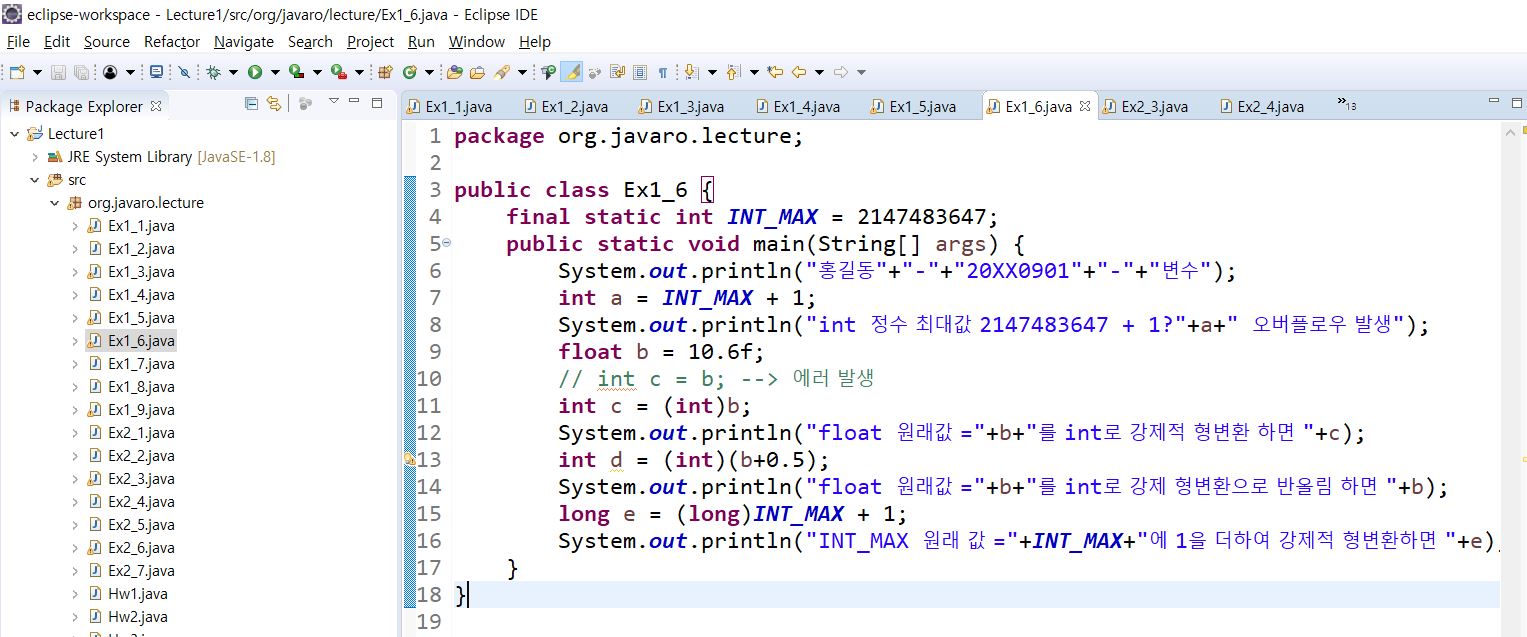 eclipse-workspace - Lecture1/src/org/javaro/lecture/Ex1_6.java - Eclipse IDE
File Edit Source Refactor Navigate Search Project Run Window Help
Package Explorer
Lecture1
JRE System Library [JavaSE-1.8]
src
org.javaro.lecture
Ex1_1.java
Ex1_2.java
Ex1_3.java
Ex1_4.java
Ex1_5.java
Ex1_6.java
Ex1_7.java
Ex1_8.java
Ex1_9.java
Ex2_1.java
Ex2_2.java
Ex2_3.java
Ex2_4.java
Ex2_5.java
Ex2_6.java
Ex2_7.java
Hw1.java
Hw2.java
Ex1_1.java Ex1_2.java Ex1_3.java Ex1_4.java Ex1_5.java Ex1_6.java Ex2_3.java Ex2_4.java »13
1 package org.javaro.lecture;
2
3 public class Ex1_6 {
4 final static int INT_MAX = 2147483647;
5 public static void main(String[] args) {
6 System.out.println("홍길동"+"-"+"20XX0901"+"-"+"변수");
7 int a = INT_MAX + 1;
8 System.out.println("int 정수 최대값 2147483647 + 1?"+a+" 오버플로우 발생");
9 float b = 10.6f;
10 // int c = b; --> 에러 발생
11 int c = (int)b;
12 System.out.println("float 원래값 ="+b+"를 int로 강제적 형변환 하면 "+c);
13 int d = (int)(b+0.5);
14 System.out.println("float 원래값 ="+b+"를 int로 강제 형변환으로 반올림 하면 "+b);
15 long e = (long)INT_MAX + 1;
16 System.out.println("INT_MAX 원래 값 ="+INT_MAX+"에 1을 더하여 강제적 형변환하면 "+e)
17 }
18 }
19